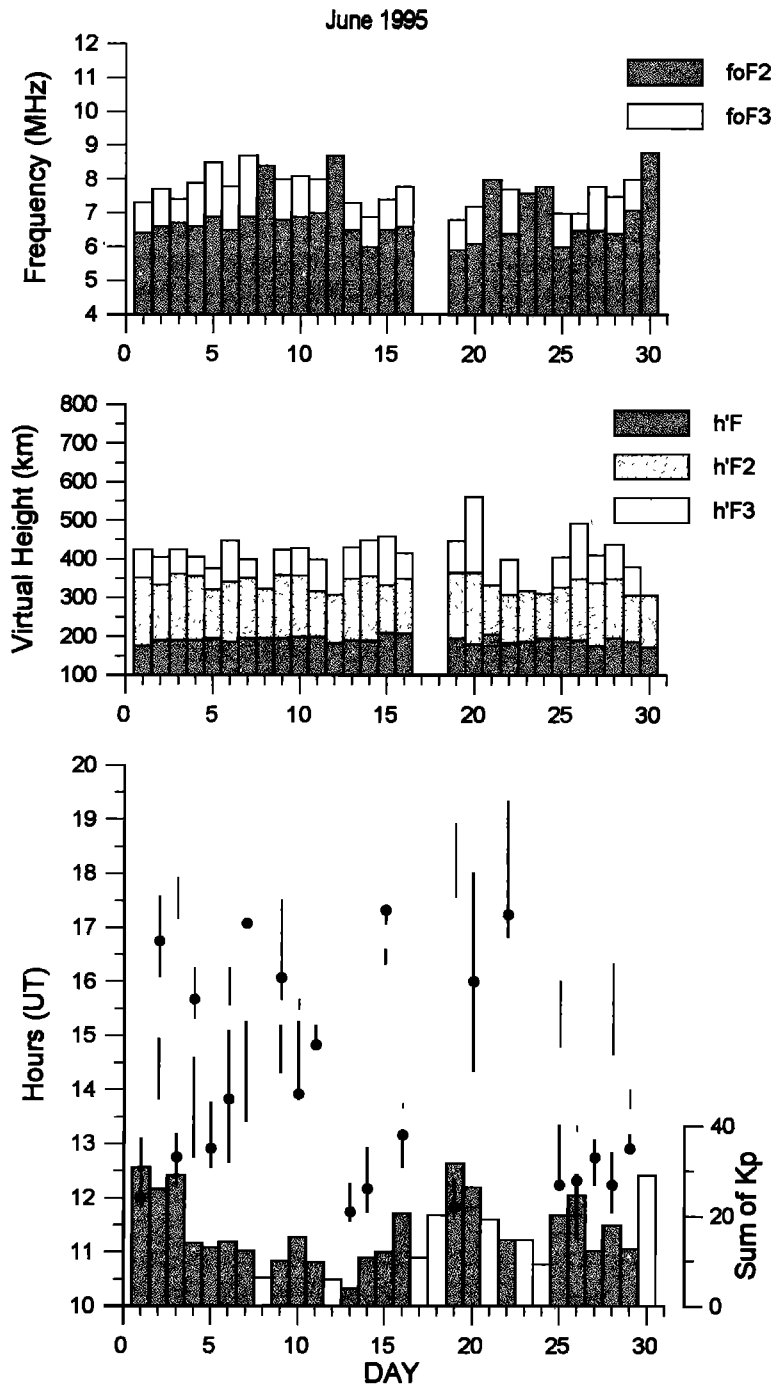 June 1995
Frequency (MHz)
12
11
10
9
8
7
6
5
4
0 5 10 15 20 25 30
foF2
foF3
Virtual Height (km)
800
700
600
500
400
300
200
100
0 5 10 15 20 25 30
h'F
h'F2
h'F3
Hours (UT)
20
19
18
17
16
15
14
13
12
11
10
0 5 10 15 20 25 30
DAY
40
20
0
Sum of Kp